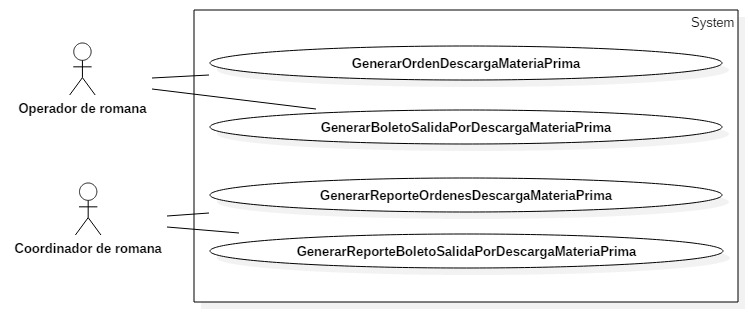 System
GenerarOrdenDescargaMateriaPrima
Operador de romana
GenerarBoletoSalidaPorDescargaMateriaPrima
GenerarReporteOrdenesDescargaMateriaPrima
Coordinador de romana
GenerarReporteBoletoSalidaPorDescargaMateriaPrima